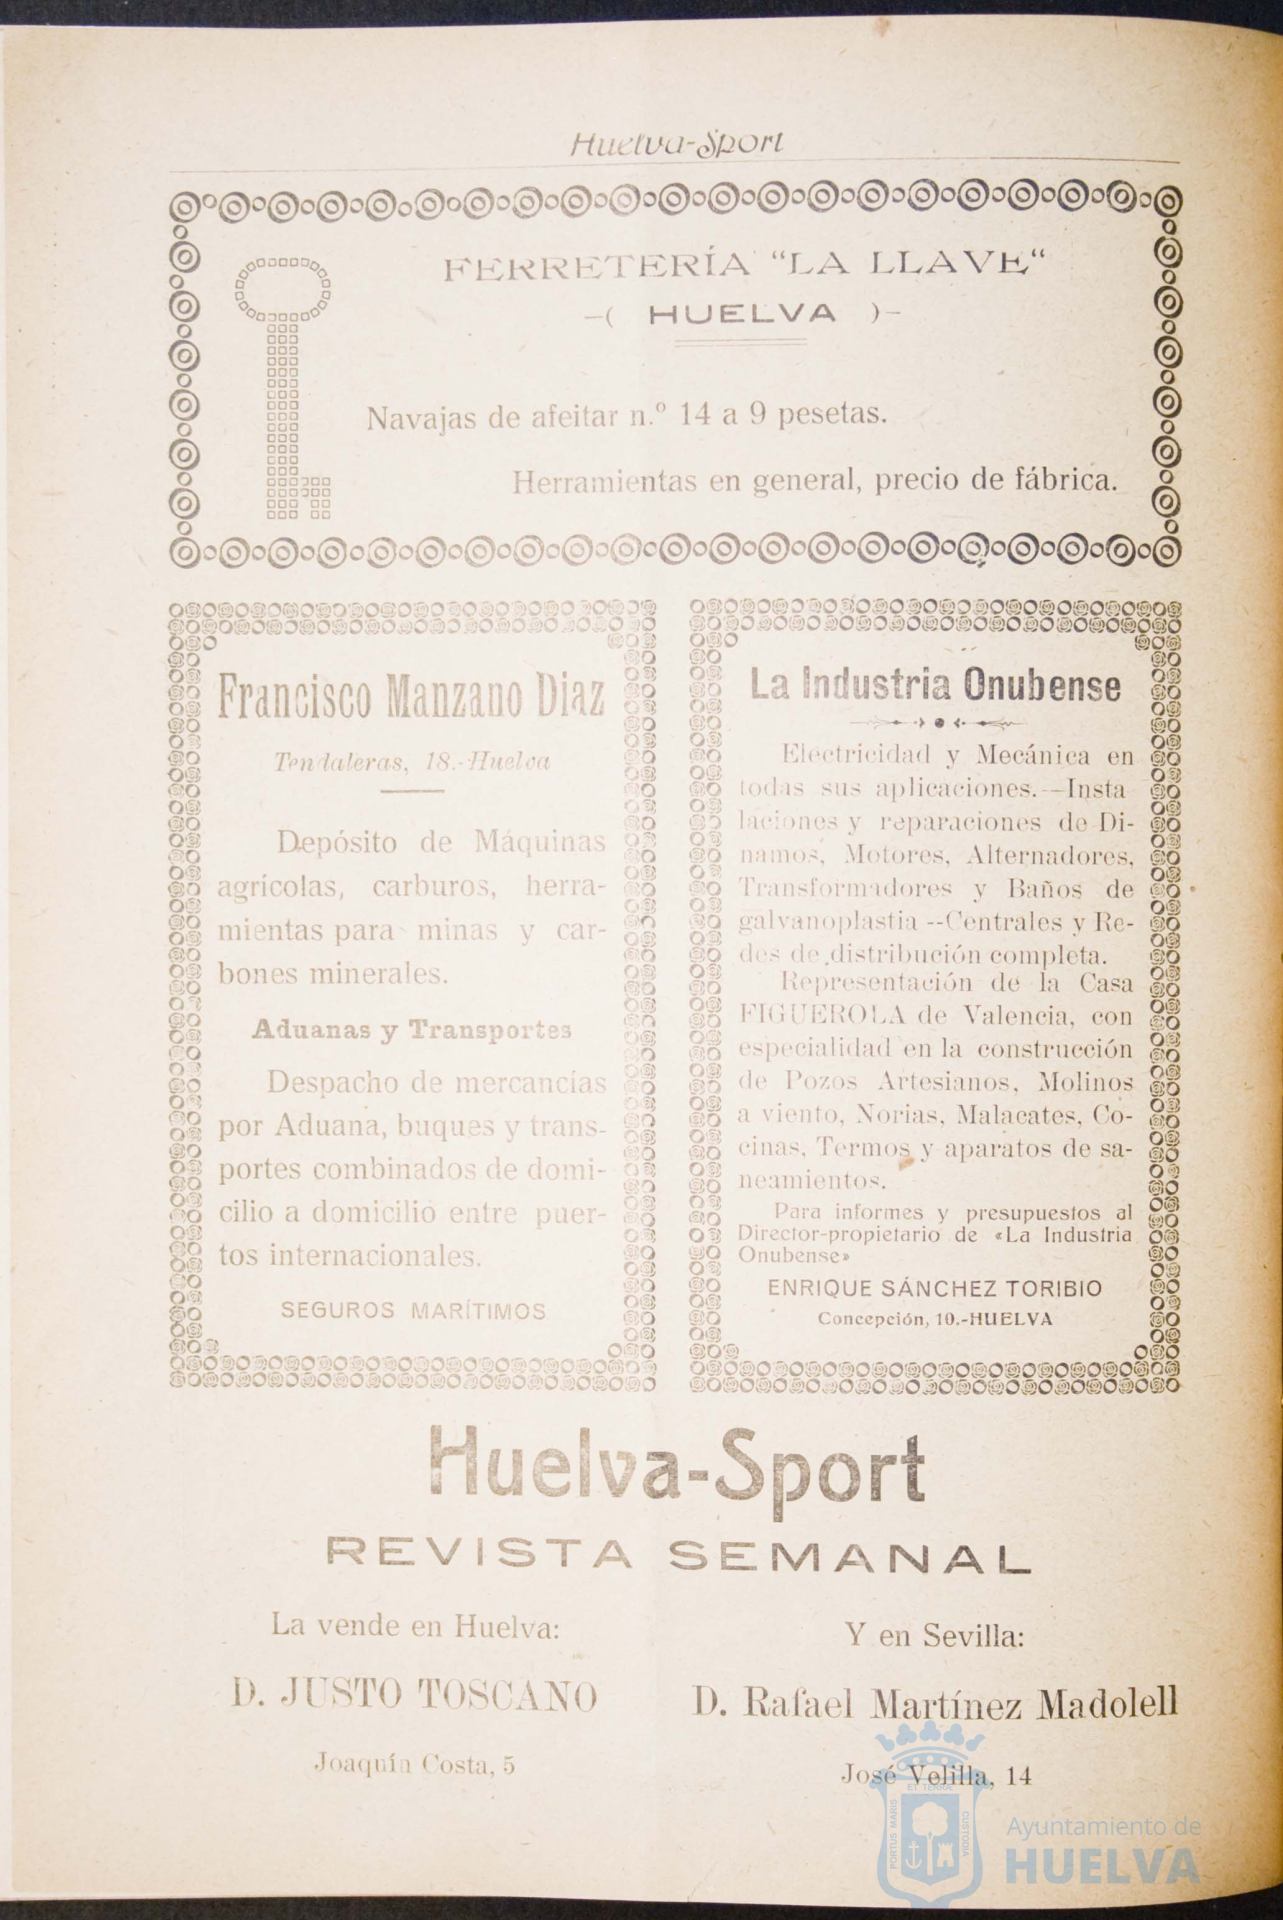 Huelva-Sport
FERRETERÍA "LA LLAVE"
-( HUELVA )-
Navajas de afeitar n.º 14 a 9 pesetas.
Herramientas en general, precio de fábrica.
Francisco Manzano Diaz
Tendaleras, 18.-Huelva
Depósito de Máquinas
agrícolas, carburos, herra-
mientas para minas y car-
bones minerales.
Aduanas y Transportes
Despacho de mercancías
por Aduana, buques y trans-
portes combinados de domi-
cilio a domicilio entre puer-
tos internacionales.
SEGUROS MARÍTIMOS
La Industria Onubense
Electricidad y Mecánica en
todas sus aplicaciones.—Insta
laciones y reparaciones de Di-
namos, Motores, Alternadores,
Transformadores y Baños de
galvanoplastia --Centrales y Re-
des de distribución completa.
Representación de la Casa
FIGUEROLA de Valencia, con
especialidad en la construcción
de Pozos Artesianos, Molinos
a viento, Norias, Malacates, Co-
cinas, Termos y aparatos de sa-
neamientos.
Para informes y presupuestos al
Director-propietario de «La Industria
Onubense»
ENRIQUE SÁNCHEZ TORIBIO
Concepción, 10.-HUELVA
Huelva-Sport
REVISTA SEMANAL
La vende en Huelva:
D. JUSTO TOSCANO
Joaquín Costa, 5
Y en Sevilla:
D. Rafael Martínez Madolell
José Velilla, 14
PORTUS MARIS
ET TERRÆ
CUSTODIA
Ayuntamiento de
HUELVA